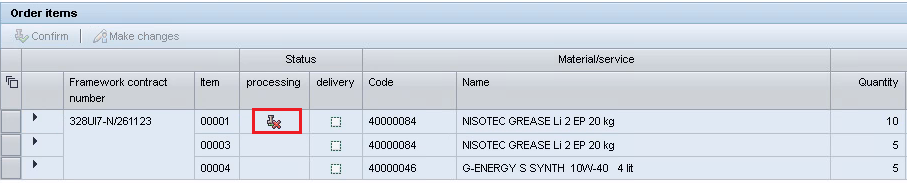 Order items
Confirm Make changes
Status Material/service
Framework contract number Item processing delivery Code Name Quantity
328UI7-N/261123 00001 40000084 NISOTEC GREASE Li 2 EP 20 kg 10
00003 40000084 NISOTEC GREASE Li 2 EP 20 kg 5
00004 40000046 G-ENERGY S SYNTH 10W-40 4 lit 5